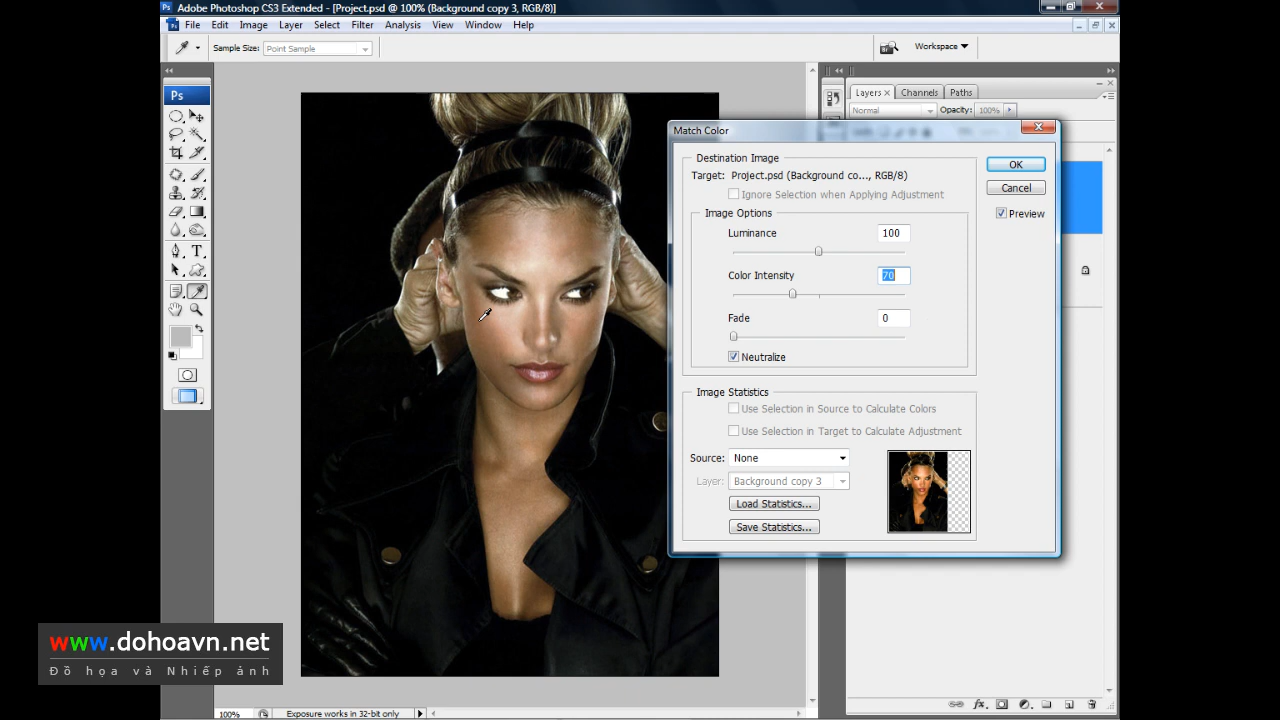 Adobe Photoshop CS3 Extended - [Project.psd @ 100% (Background copy 3, RGB/8)]
Ps File Edit Image Layer Select Filter Analysis View Window Help
Sample Size: Point Sample Workspace
Ps
Layers x Channels Paths
Normal Opacity: 100%
Match Color
Destination Image
Target: Project.psd (Background co..., RGB/8)
Ignore Selection when Applying Adjustment
Image Options
Luminance 100
Color Intensity 70
Fade 0
Neutralize
OK
Cancel
Preview
Image Statistics
Use Selection in Source to Calculate Colors
Use Selection in Target to Calculate Adjustment
Source: None
Layer: Background copy 3
Load Statistics...
Save Statistics...
www.dohoavn.net
Đồ họa và Nhiếp ảnh
100% Exposure works in 32-bit only